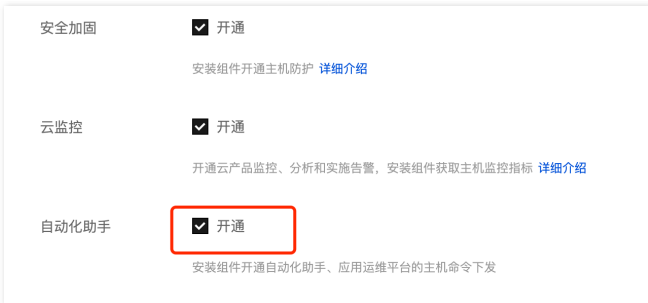 安全加固 开通
安装组件开通主机防护 详细介绍
云监控 开通
开通云产品监控、分析和实施告警，安装组件获取主机监控指标 详细介绍
自动化助手 开通
安装组件开通自动化助手、应用运维平台的主机命令下发